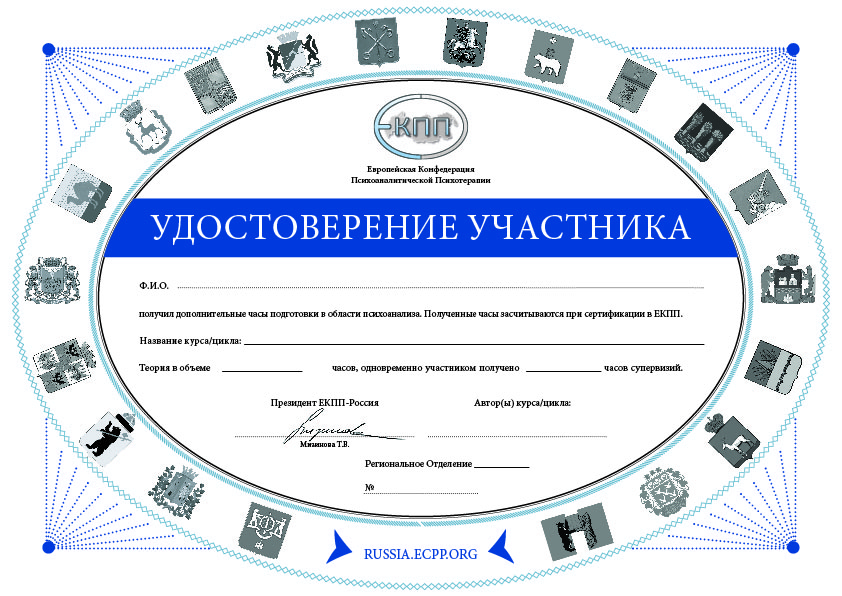 ЕКПП
Европейская Конфедерация
Психоаналитической Психотерапии
УДОСТОВЕРЕНИЕ УЧАСТНИКА
Ф.И.О.
получил дополнительные часы подготовки в области психоанализа. Полученные часы засчитываются при сертификации в ЕКПП.
Название курса/цикла:
Теория в объеме часов, одновременно участником получено часов супервизий.
Президент ЕКПП-Россия Автор(ы) курса/цикла:
Мизинова Т.В.
Региональное Отделение
№
RUSSIA.ECPP.ORG